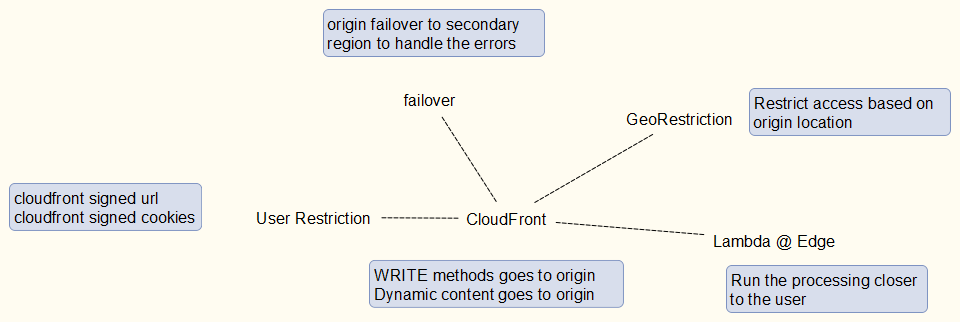 origin failover to secondary
region to handle the errors
failover
GeoRestriction
Restrict access based on
origin location
cloudfront signed url
cloudfront signed cookies
User Restriction
CloudFront
Lambda @ Edge
WRITE methods goes to origin
Dynamic content goes to origin
Run the processing closer
to the user